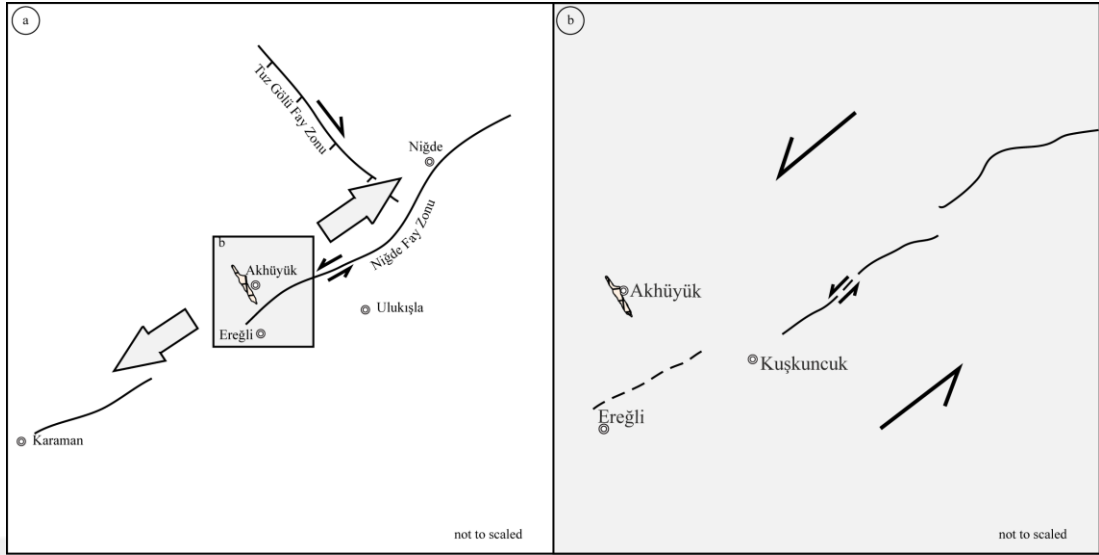 a
Tuz Gölü Fay Zonu
Niğde
Niğde Fay Zonu
b
Akhüyük
Ulukışla
Ereğli
Karaman
not to scaled
b
Akhüyük
Kuşkuncuk
Ereğli
not to scaled